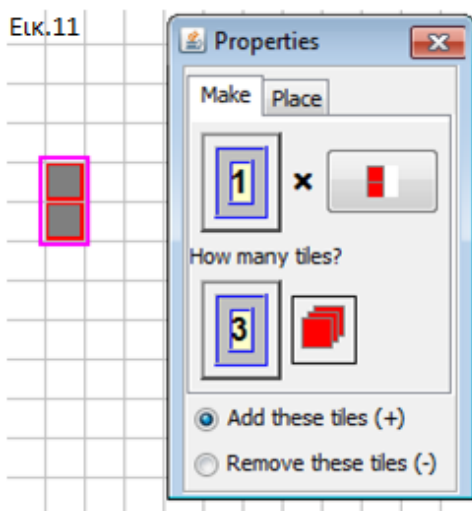 Εικ.11
Properties
Make Place
1 ×
How many tiles?
3
Add these tiles (+)
Remove these tiles (-)